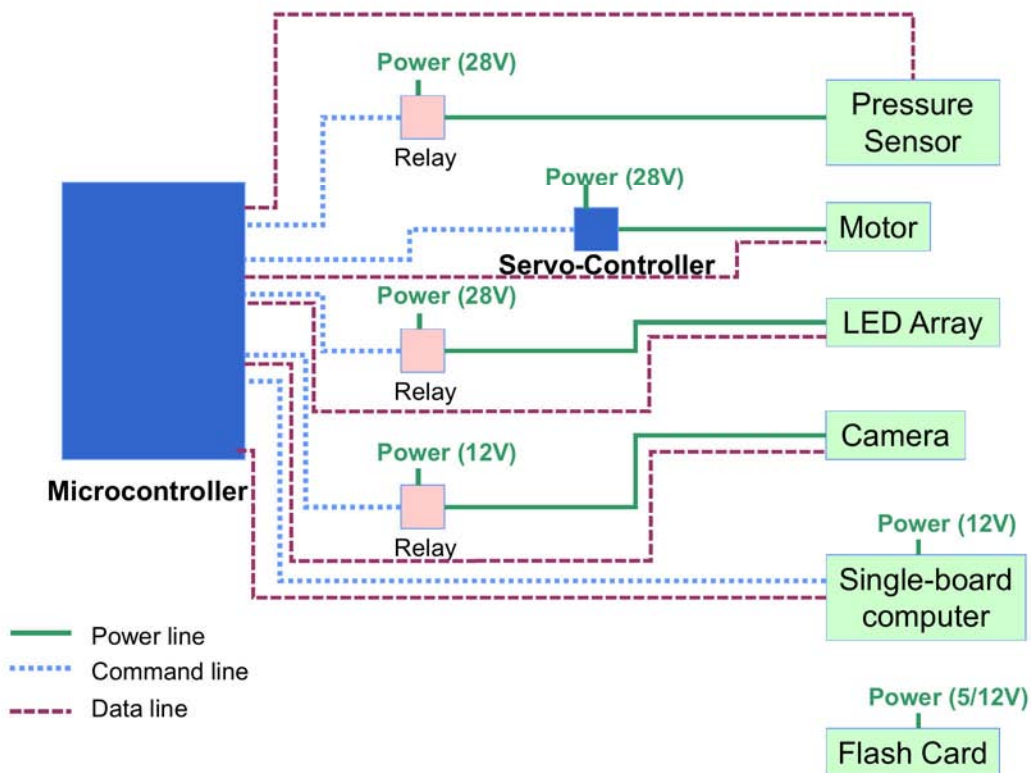 Power (28V)
Pressure
Sensor
Relay
Power (28V)
Motor
Servo-Controller
Power (28V)
LED Array
Relay
Power (12V)
Camera
Microcontroller
Relay
Power (12V)
Single-board
computer
Power line
Command line
Data line
Power (5/12V)
Flash Card